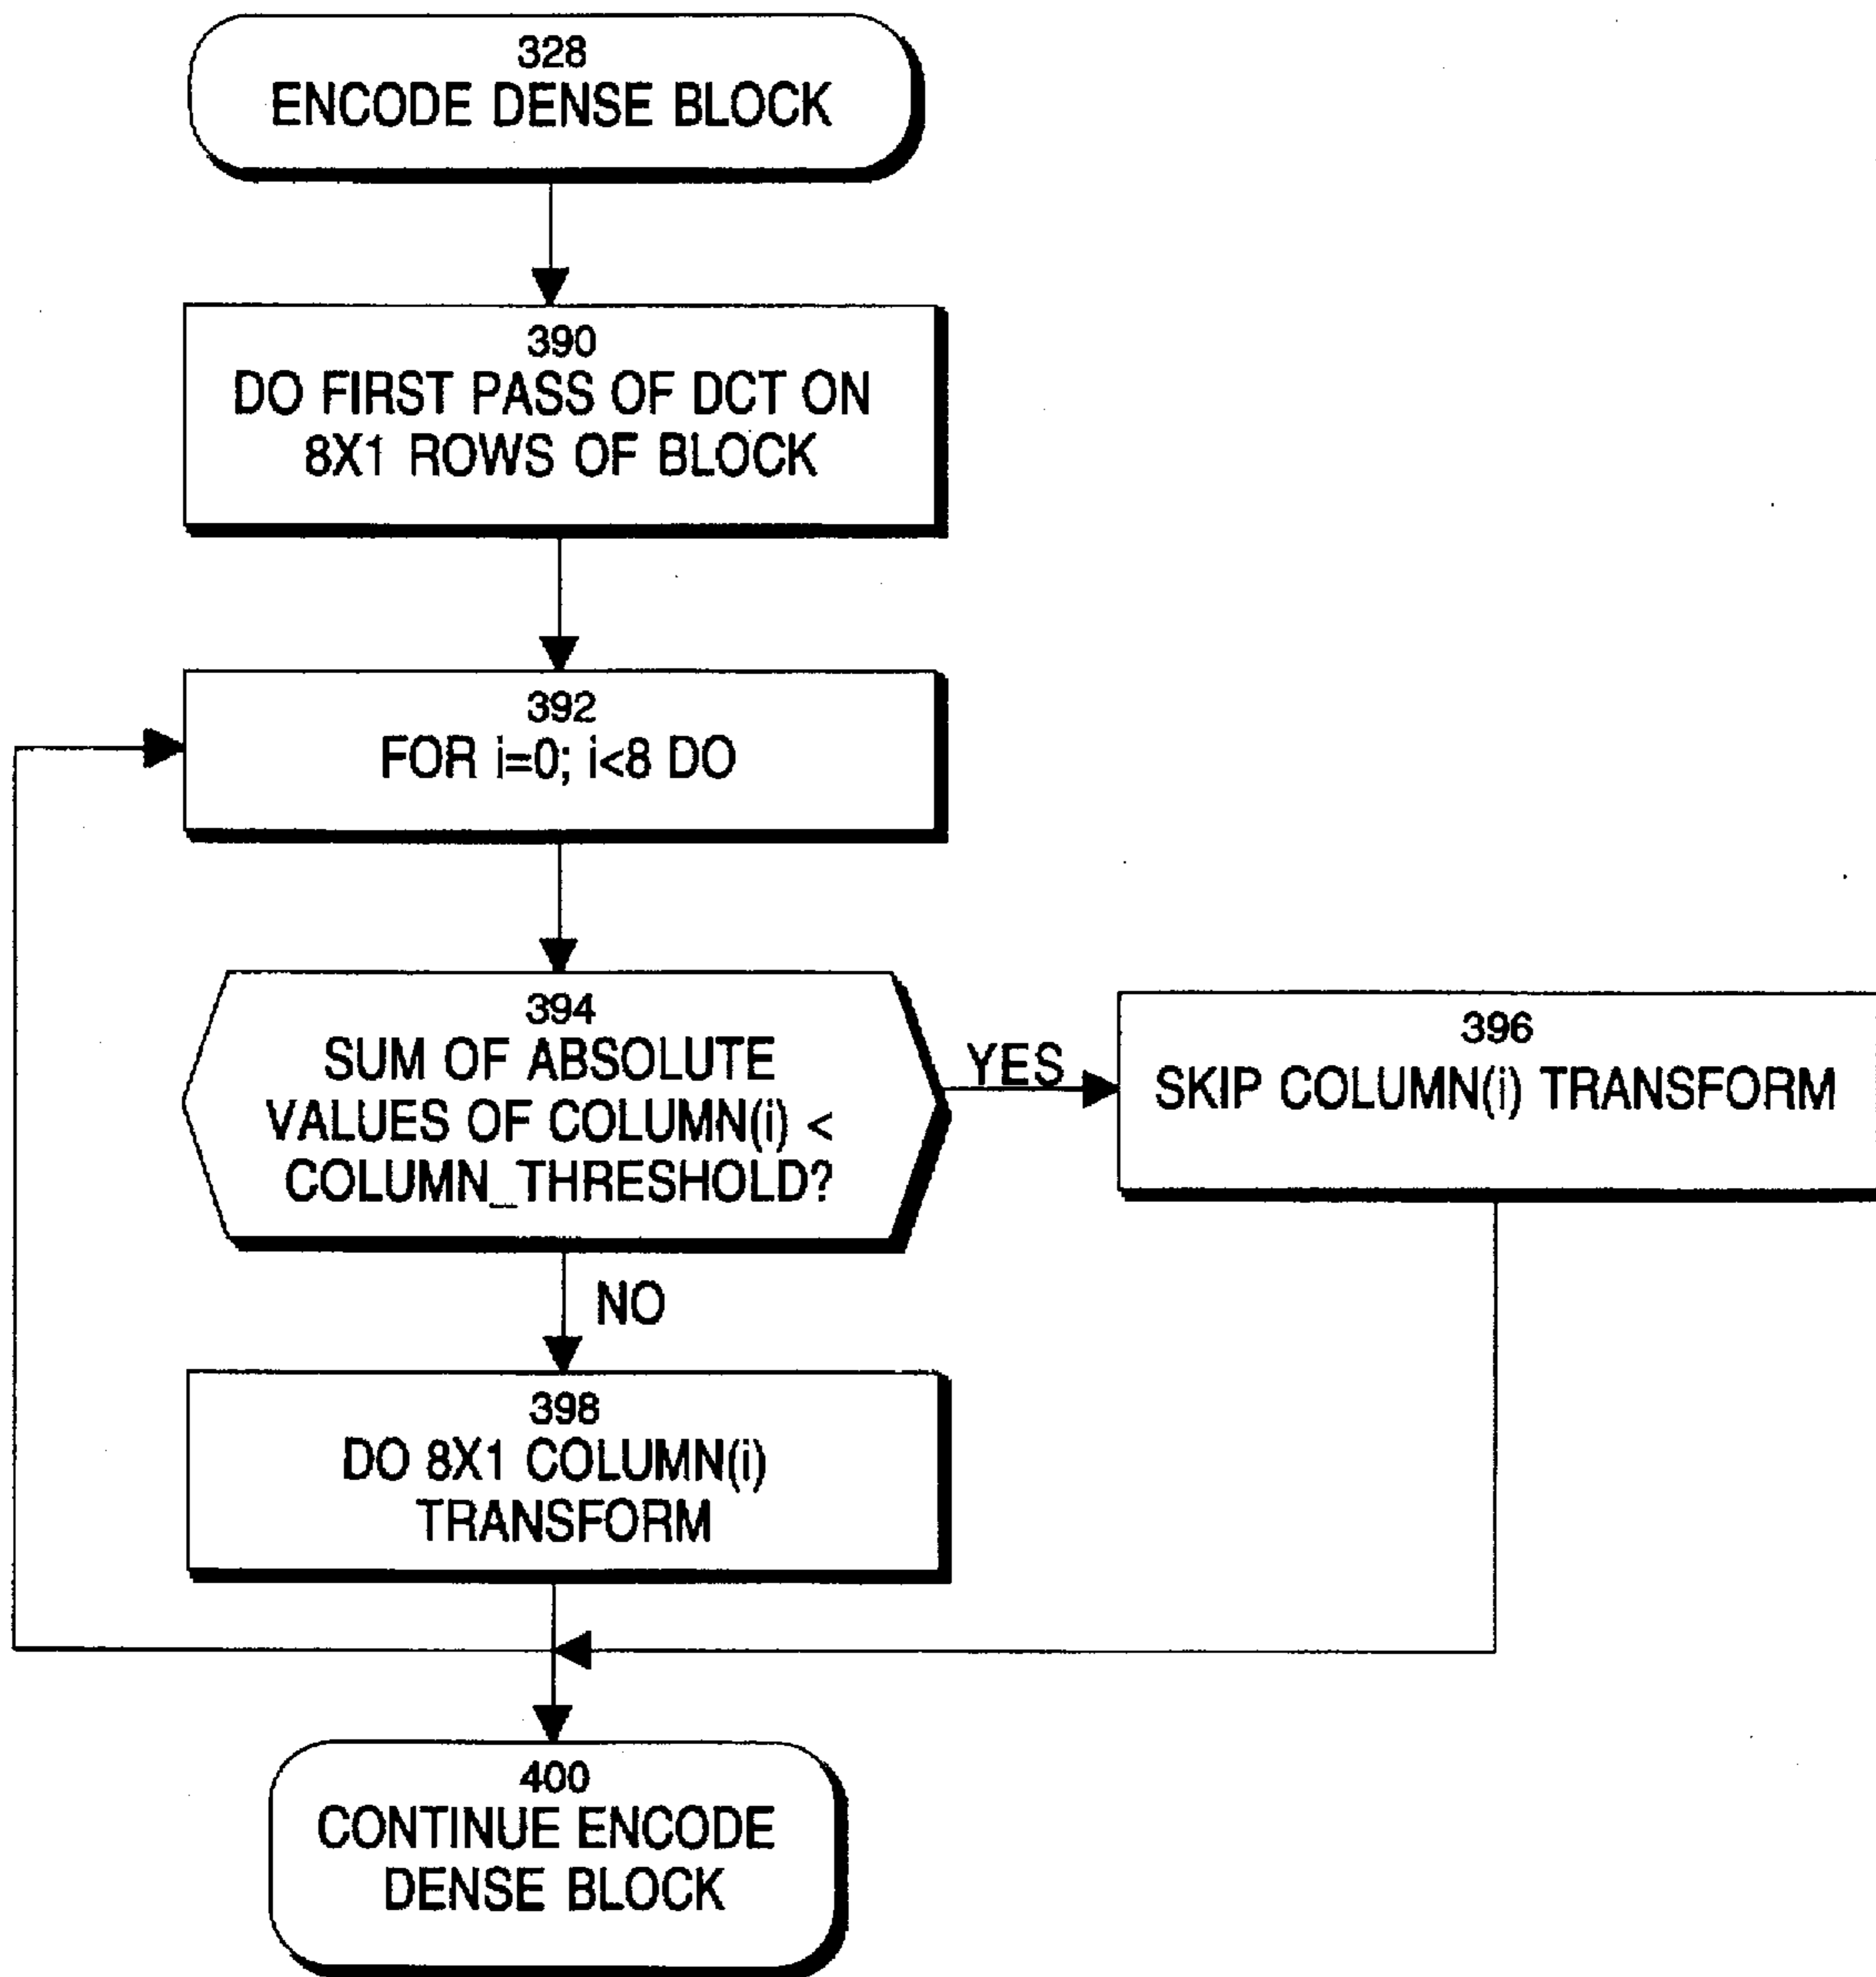 328
ENCODE DENSE BLOCK
390
DO FIRST PASS OF DCT ON
8X1 ROWS OF BLOCK
392
FOR i=0; i<8 DO
394
SUM OF ABSOLUTE
VALUES OF COLUMN(i) <
COLUMN_THRESHOLD?
YES
396
SKIP COLUMN(i) TRANSFORM
NO
398
DO 8X1 COLUMN(i)
TRANSFORM
400
CONTINUE ENCODE
DENSE BLOCK